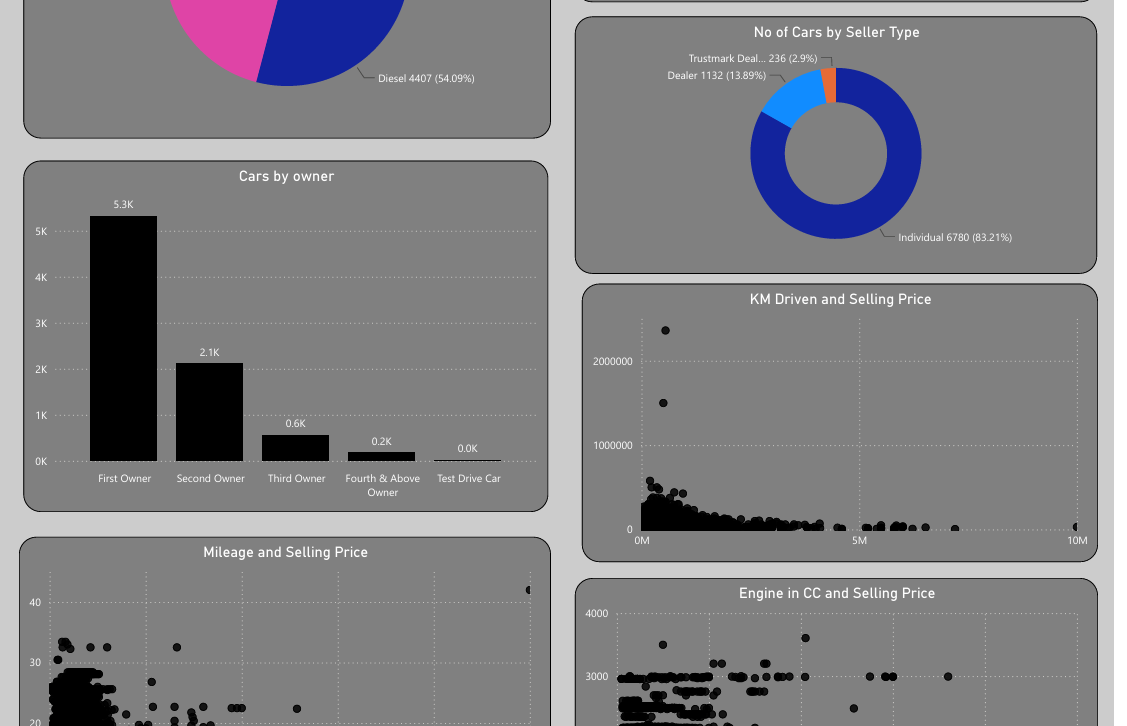 Diesel 4407 (54.09%)
No of Cars by Seller Type
Trustmark Deal... 236 (2.9%)
Dealer 1132 (13.89%)
Individual 6780 (83.21%)
Cars by owner
5.3K
5K
4K
3K
2.1K
2K
1K
0.6K
0.2K
0.0K
0K
First Owner
Second Owner
Third Owner
Fourth & Above
Owner
Test Drive Car
KM Driven and Selling Price
2000000
1000000
0
0M
5M
10M
Mileage and Selling Price
40
30
20
Engine in CC and Selling Price
4000
3000